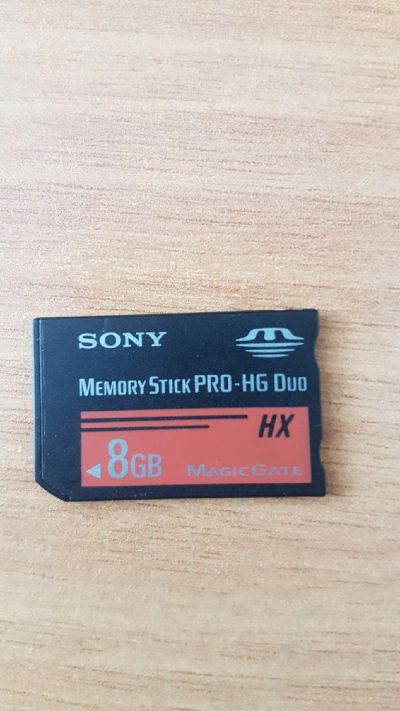 SONY
MEMORY STICK PRO-HG DUO
HX
8GB
MAGICGATE